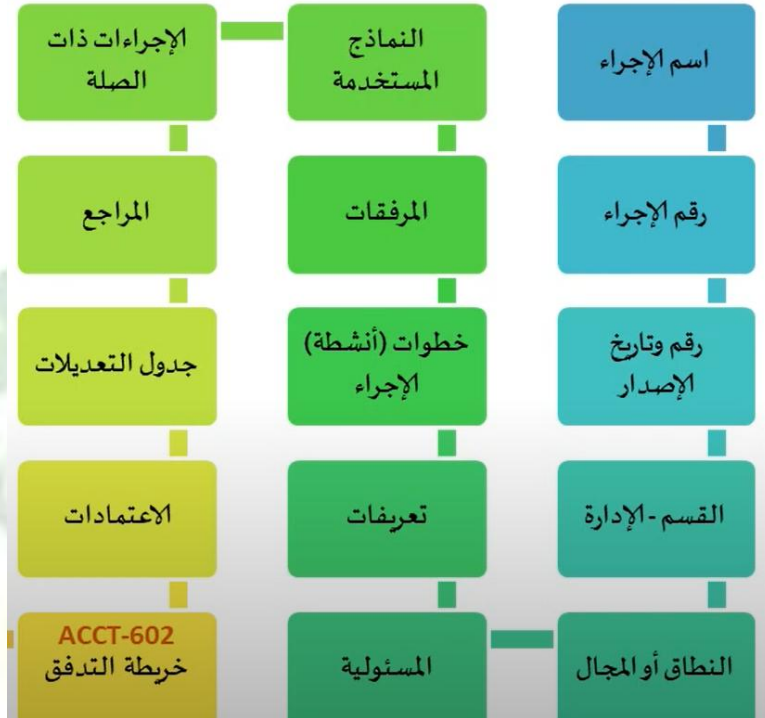 اسم الإجراء
رقم الإجراء
رقم وتاريخ
الإصدار
القسم - الإدارة
النطاق أو المجال
المسئولية
تعريفات
خطوات (أنشطة)
الإجراء
المرفقات
النماذج
المستخدمة
الإجراءات ذات
الصلة
المراجع
جدول التعديلات
الاعتمادات
ACCT-602
خريطة التدفق